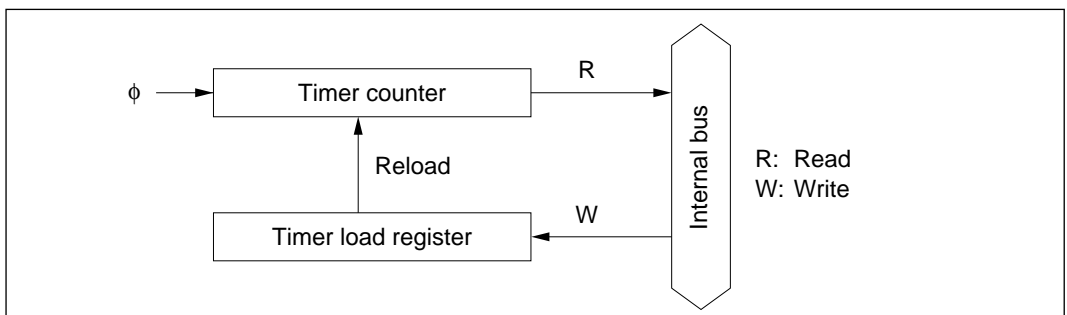 R
ϕ
Timer counter
Reload
Internal bus
R: Read
W: Write
W
Timer load register